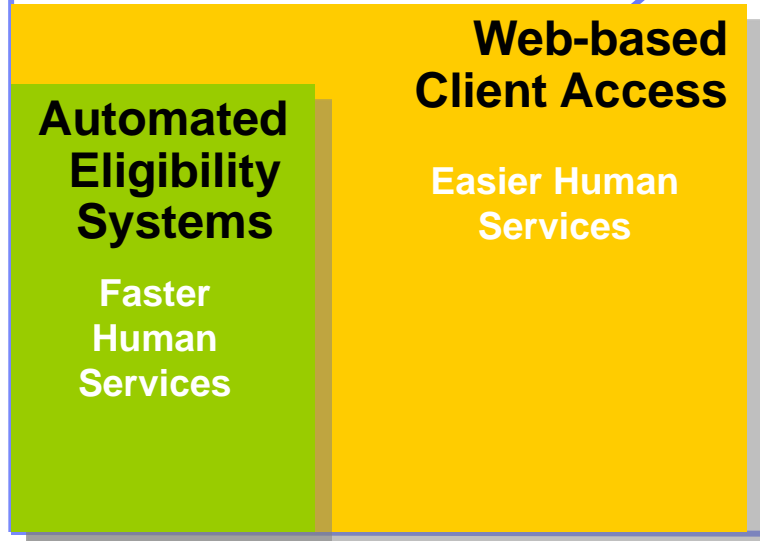 Web-based
Client Access
Easier Human
Services
Automated
Eligibility
Systems
Faster
Human
Services